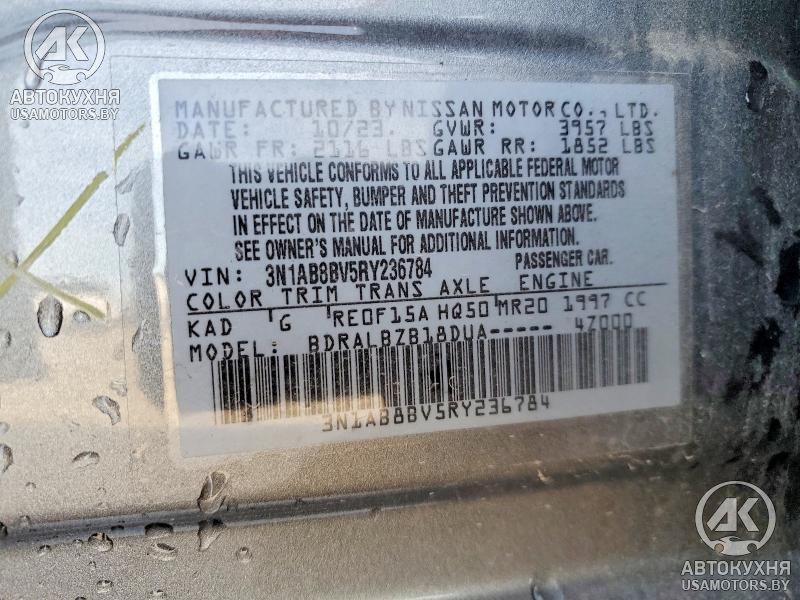 АК
АВТОКУХНЯ
USAMOTORS.BY
MANUFACTURED BY NISSAN MOTOR CO., LTD.
DATE: 10/23. GVWR: 3957 LBS
GAWR FR: 2116 LBS GAWR RR: 1852 LBS
THIS VEHICLE CONFORMS TO ALL APPLICABLE FEDERAL MOTOR
VEHICLE SAFETY, BUMPER AND THEFT PREVENTION STANDARDS
IN EFFECT ON THE DATE OF MANUFACTURE SHOWN ABOVE.
SEE OWNER'S MANUAL FOR ADDITIONAL INFORMATION.
VIN: 3N1AB8BV5RY236784 PASSENGER CAR.
COLOR TRIM TRANS AXLE ENGINE
KAD G RE0F15A HQ50 MR20 1997 CC
MODEL: BDRALBZB18DUA----- 47000
3N1AB8BV5RY236784
АК
АВТОКУХНЯ
USAMOTORS.BY